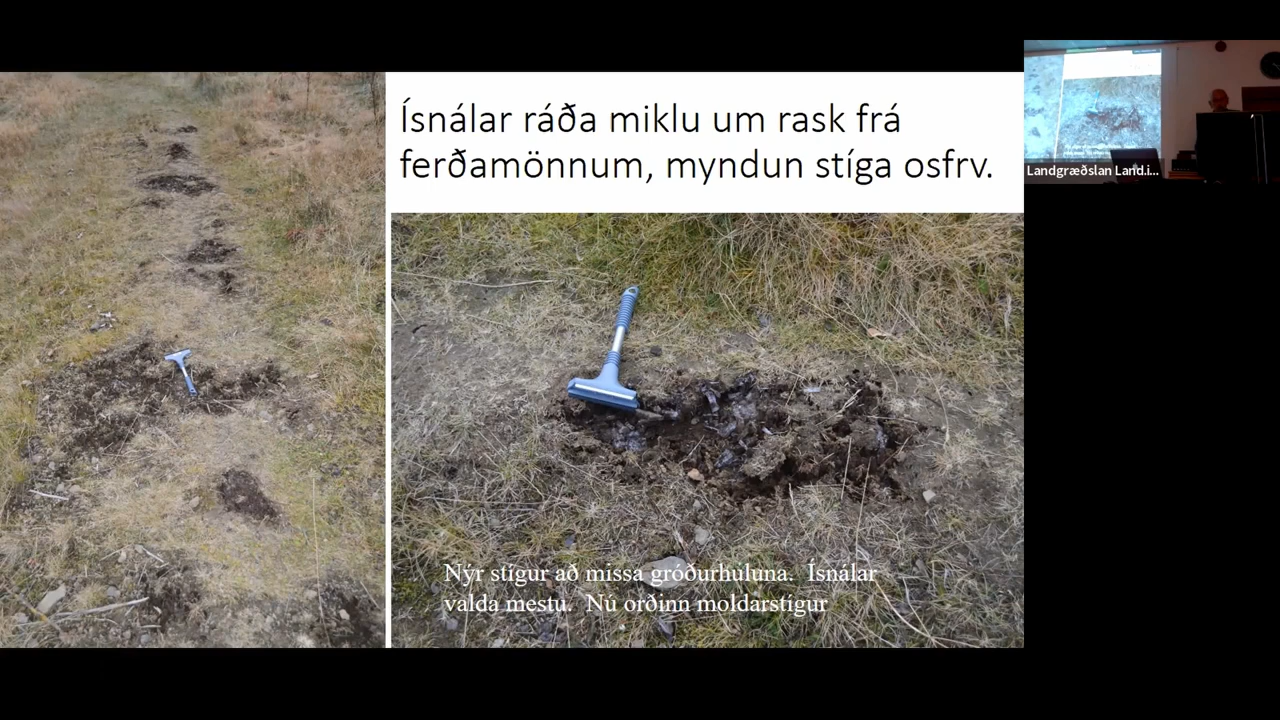 Ísnálar ráða miklu um rask frá
ferðamönnum, myndun stíga osfrv.
Landgræðslan Land.i...
Nýr stígur að missa gróðurhuluna. Ísnálar
valda mestu. Nú orðinn moldarstígur